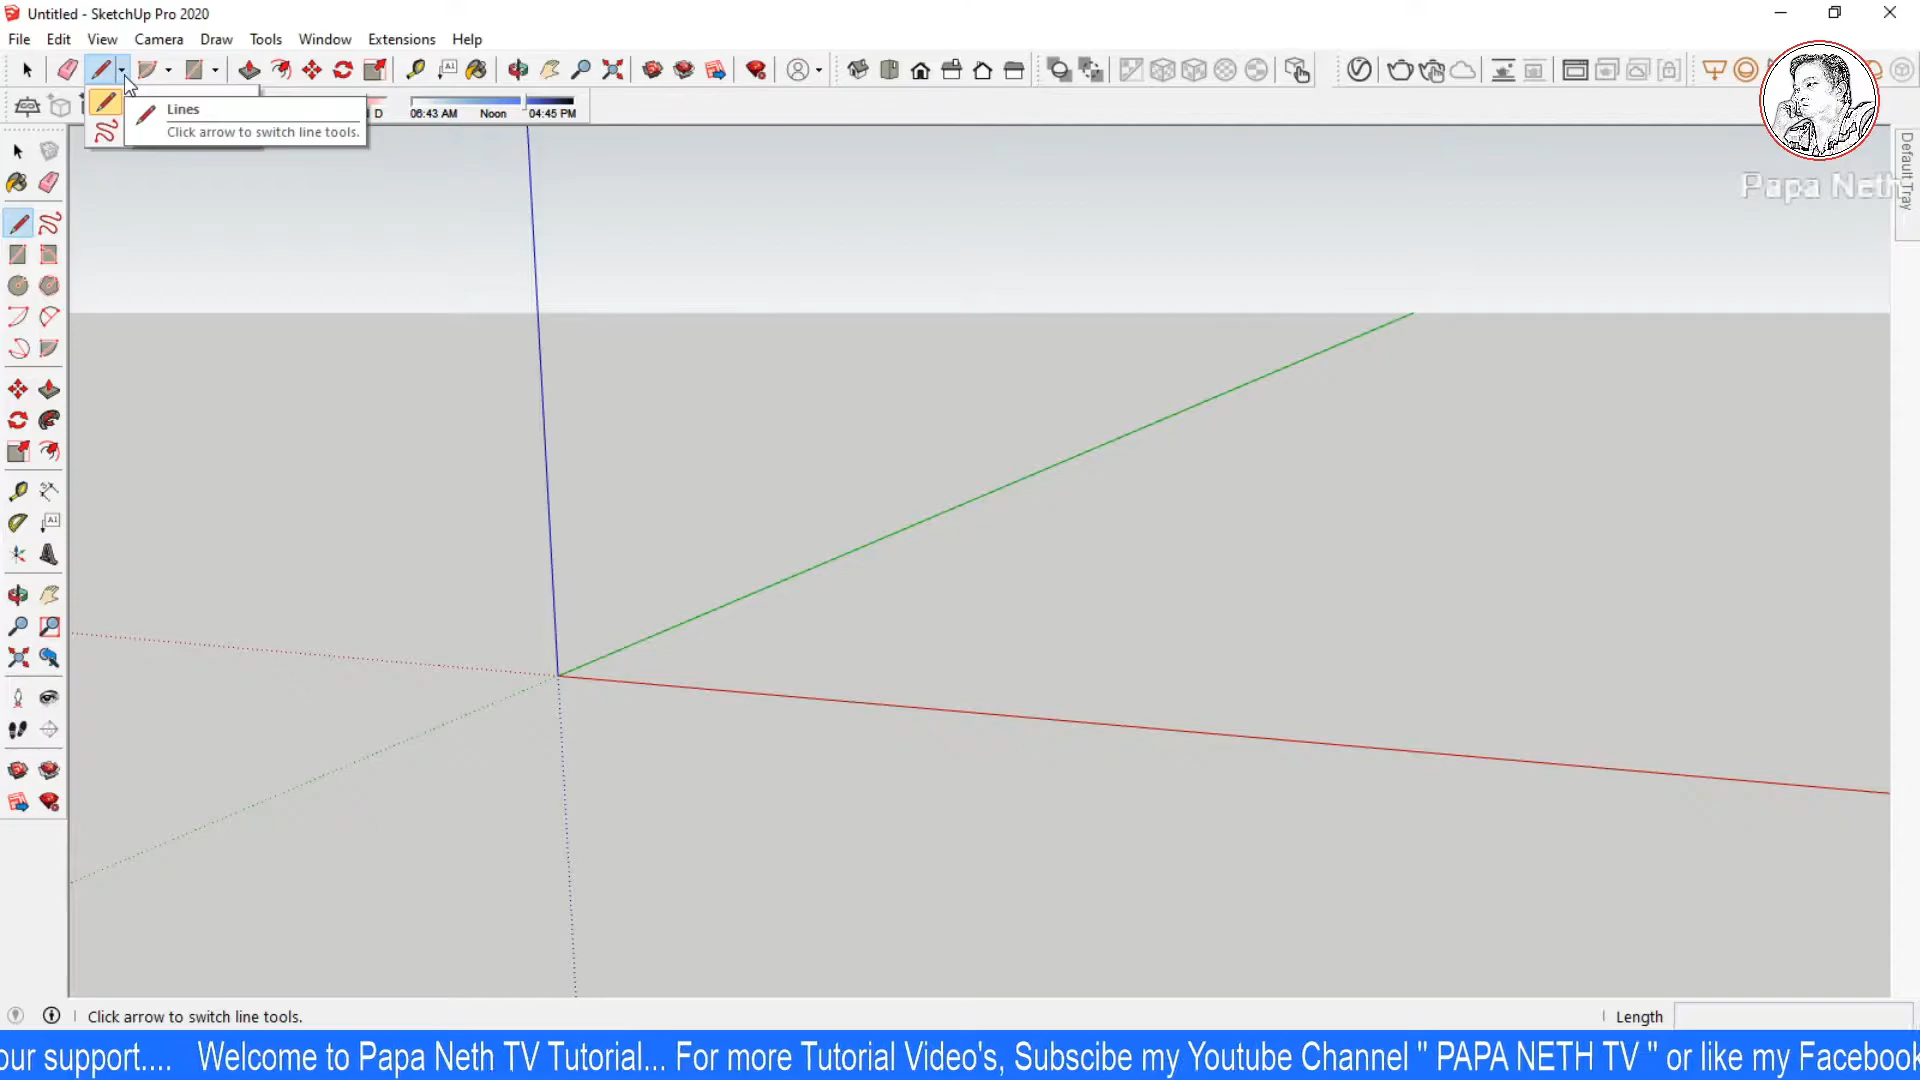 Untitled - SketchUp Pro 2020
File Edit View Camera Draw Tools Window Extensions Help
Lines
Click arrow to switch line tools.
D
06:43 AM Noon 04:45 PM
Default Tray
Papa Neth
Click arrow to switch line tools.
Length
our support.... Welcome to Papa Neth TV Tutorial... For more Tutorial Video's, Subscibe my Youtube Channel " PAPA NETH TV " or like my Facebook